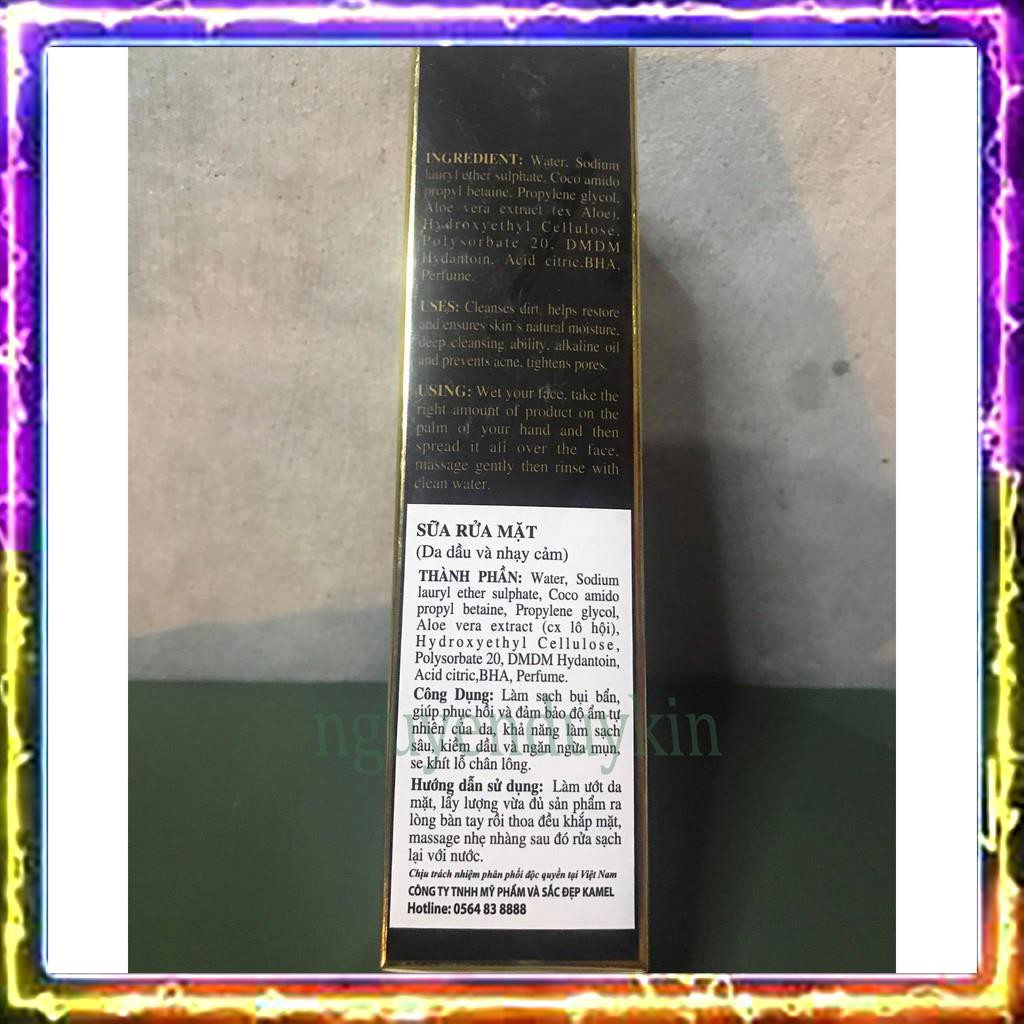 INGREDIENT: Water, Sodium
lauryl ether sulphate, Coco amido
propyl betaine, Propylene glycol,
Aloe vera extract (ex Aloe),
Hydroxyethyl Cellulose,
Polysorbate 20, DMDM
Hydantoin, Acid citric,BHA,
Perfume.
USES: Cleanses dirt, helps restore
and ensures skin's natural moisture,
deep cleansing ability, alkaline oil
and prevents acne, tightens pores.
USING: Wet your face, take the
right amount of product on the
palm of your hand and then
spread it all over the face,
massage gently then rinse with
clean water.
SỮA RỬA MẶT
(Da dầu và nhạy cảm)
THÀNH PHẦN: Water, Sodium
lauryl ether sulphate, Coco amido
propyl betaine, Propylene glycol,
Aloe vera extract (cx lô hội),
Hydroxyethyl Cellulose,
Polysorbate 20, DMDM Hydantoin,
Acid citric,BHA, Perfume.
Công Dụng: Làm sạch bụi bẩn,
giúp phục hồi và đảm bảo độ ẩm tự
nhiên của da, khả năng làm sạch
sâu, kiềm dầu và ngăn ngừa mụn,
se khít lỗ chân lông.
nguyenduykin
Hướng dẫn sử dụng: Làm ướt da
mặt, lấy lượng vừa đủ sản phẩm ra
lòng bàn tay rồi thoa đều khắp mặt,
massage nhẹ nhàng sau đó rửa sạch
lại với nước.
Chịu trách nhiệm phân phối độc quyền tại Việt Nam
CÔNG TY TNHH MỸ PHẨM VÀ SẮC ĐẸP KAMEL
Hotline: 0564 83 8888